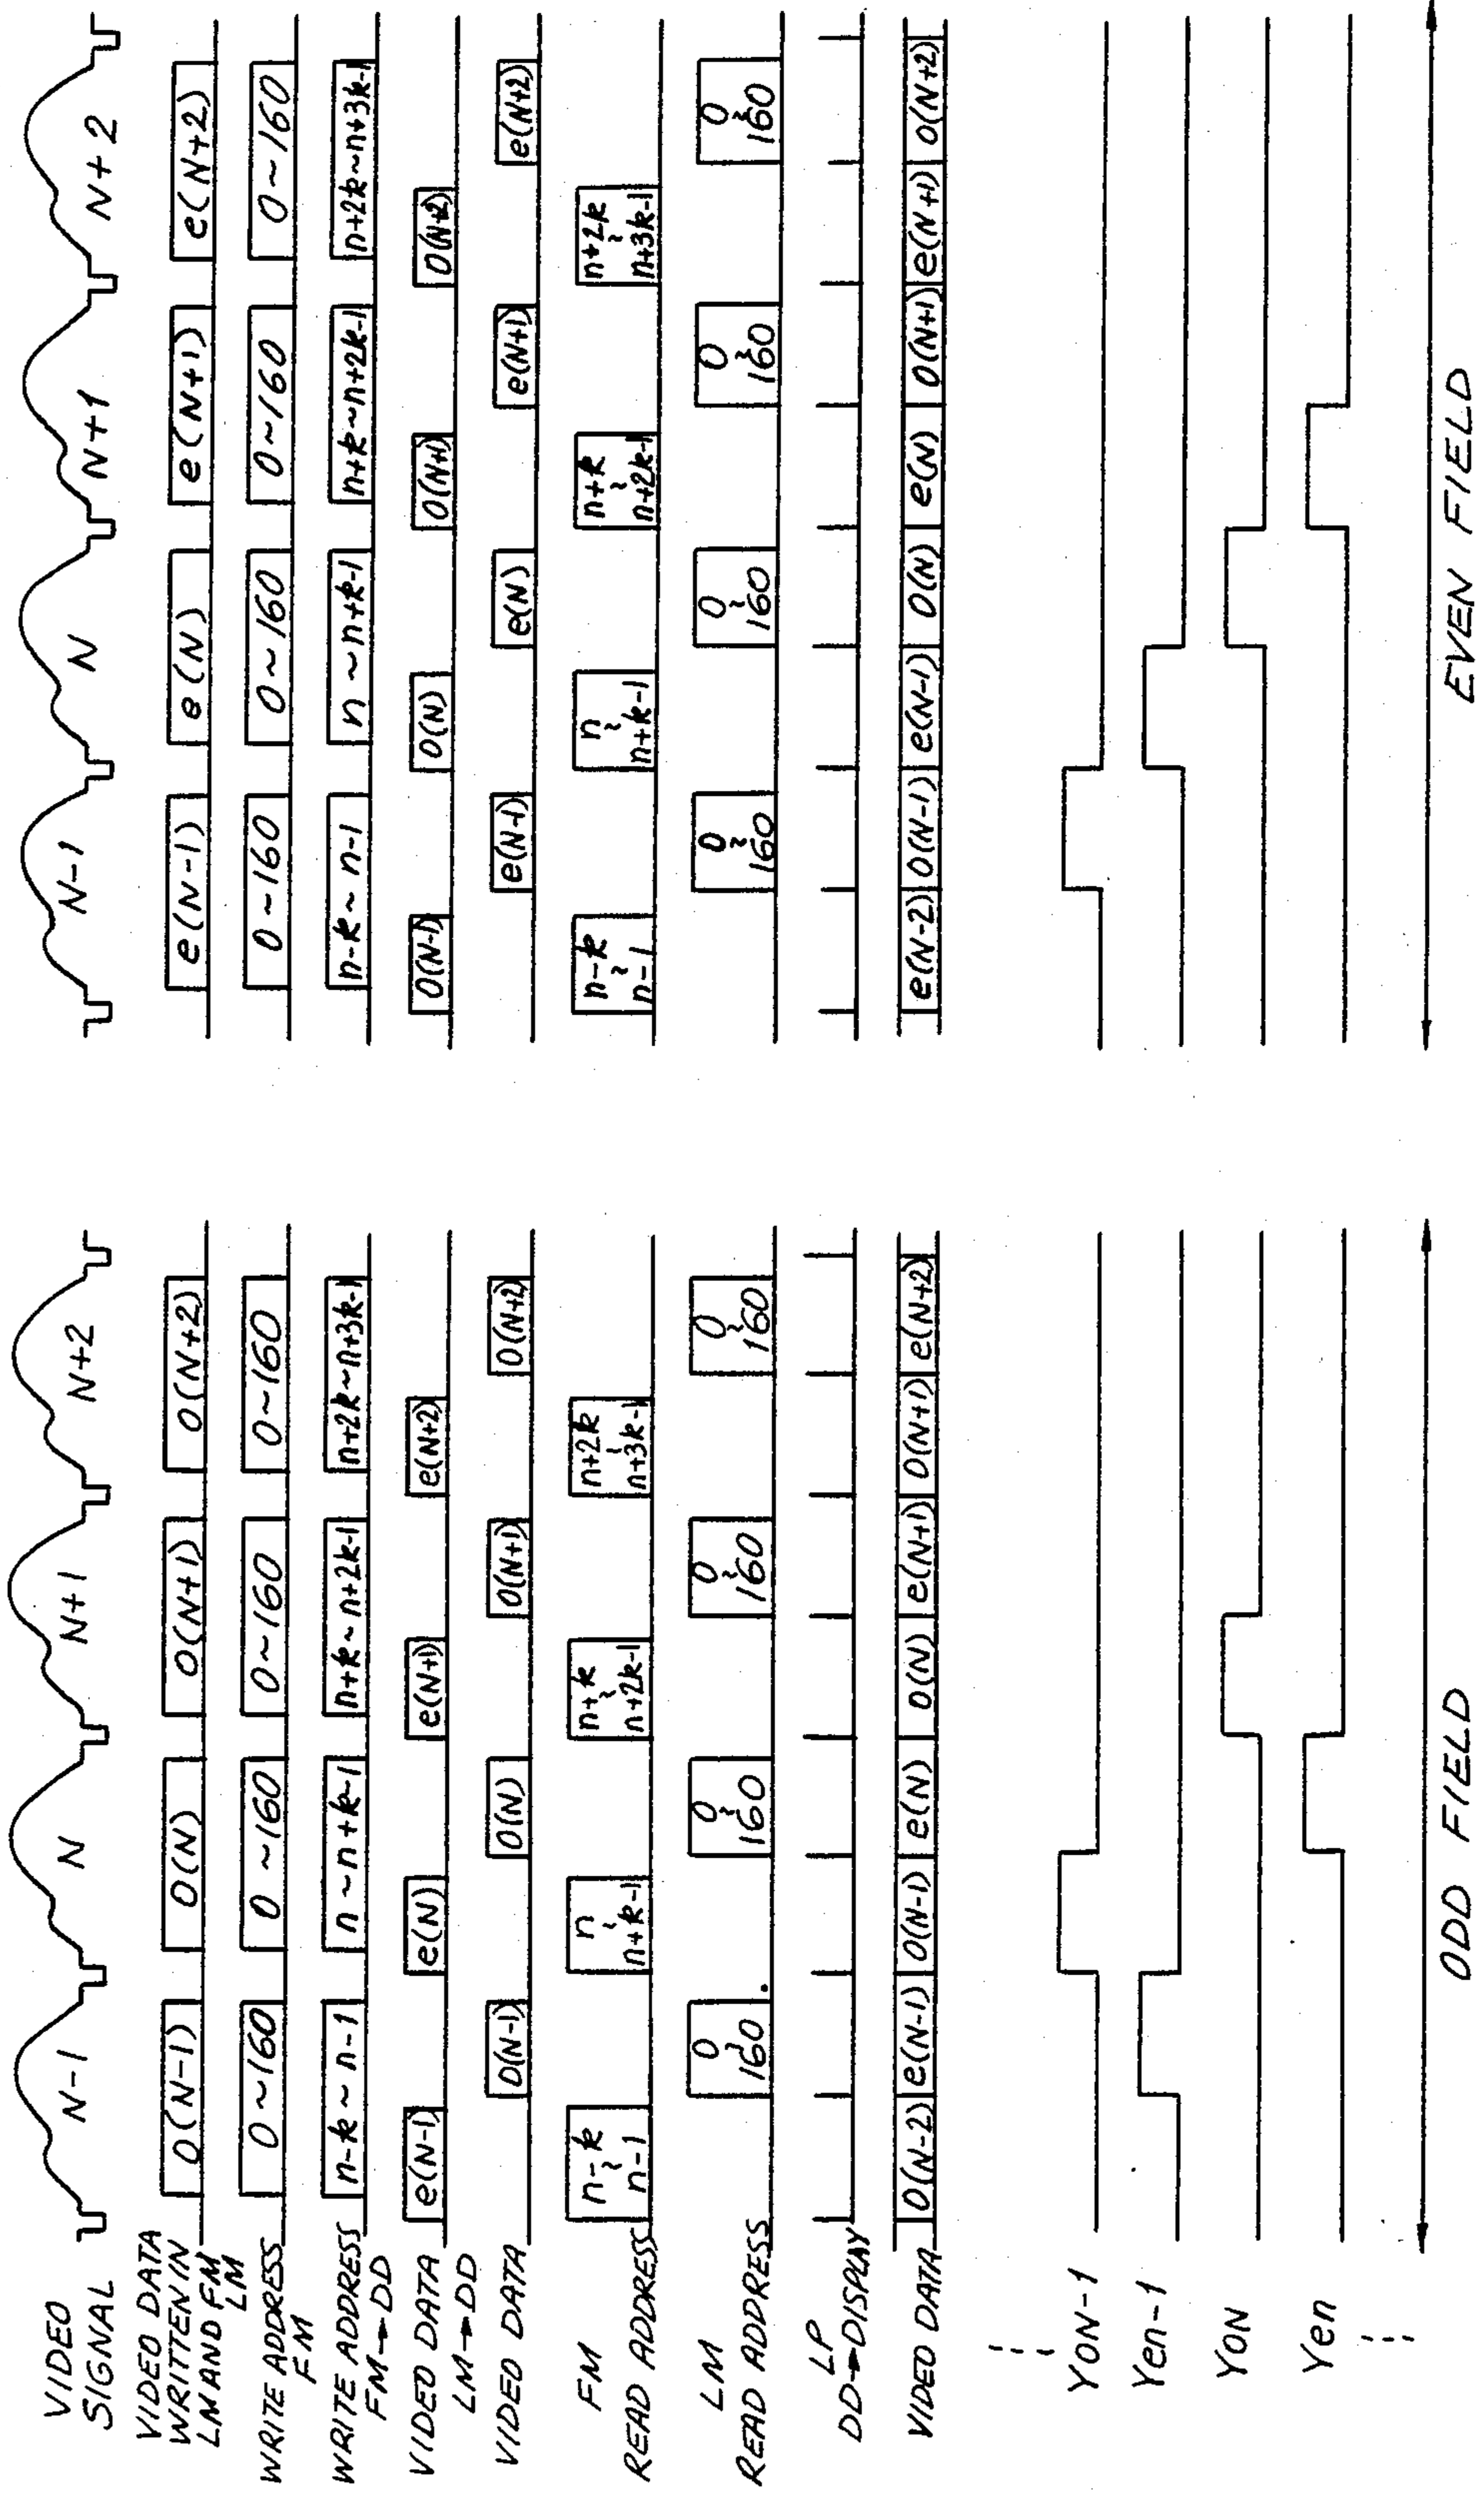 VIDEO
SIGNAL
N-1
N
N+1
N+2
N-1
N
N+1
N+2
VIDEO DATA
WRITTEN IN
LM AND FM
O(N-1)
O(N)
O(N+1)
O(N+2)
e(N-1)
e(N)
e(N+1)
e(N+2)
LM
WRITE ADDRESS
0~160
0~160
0~160
0~160
0~160
0~160
0~160
0~160
FM
WRITE ADDRESS
n-k~n-1
n~n+k-1
n+k~n+2k-1
n+2k~n+3k-1
n-k~n-1
n~n+k-1
n+k~n+2k-1
n+2k~n+3k-1
FM→DD
VIDEO DATA
e(N-1)
e(N)
e(N+1)
e(N+2)
O(N-1)
O(N)
O(N+1)
O(N+2)
LM→DD
VIDEO DATA
O(N-1)
O(N)
O(N+1)
O(N+2)
e(N-1)
e(N)
e(N+1)
e(N+2)
FM
READ ADDRESS
n-k
~
n-1
n
~
n+k-1
n+k
~
n+2k-1
n+2k
~
n+3k-1
n-k
~
n-1
n
~
n+k-1
n+k
~
n+2k-1
n+2k
~
n+3k-1
LM
READ ADDRESS
0
~
160
0
~
160
0
~
160
0
~
160
0
~
160
0
~
160
0
~
160
0
~
160
LP
DD→DISPLAY
VIDEO DATA
O(N-2) e(N-1) O(N-1) e(N) O(N) e(N+1) O(N+1) e(N+2)
e(N-2) O(N-1) e(N-1) O(N) e(N) O(N+1) e(N+1) O(N+2)
YON-1
Yen-1
YON
Yen
ODD FIELD
EVEN FIELD